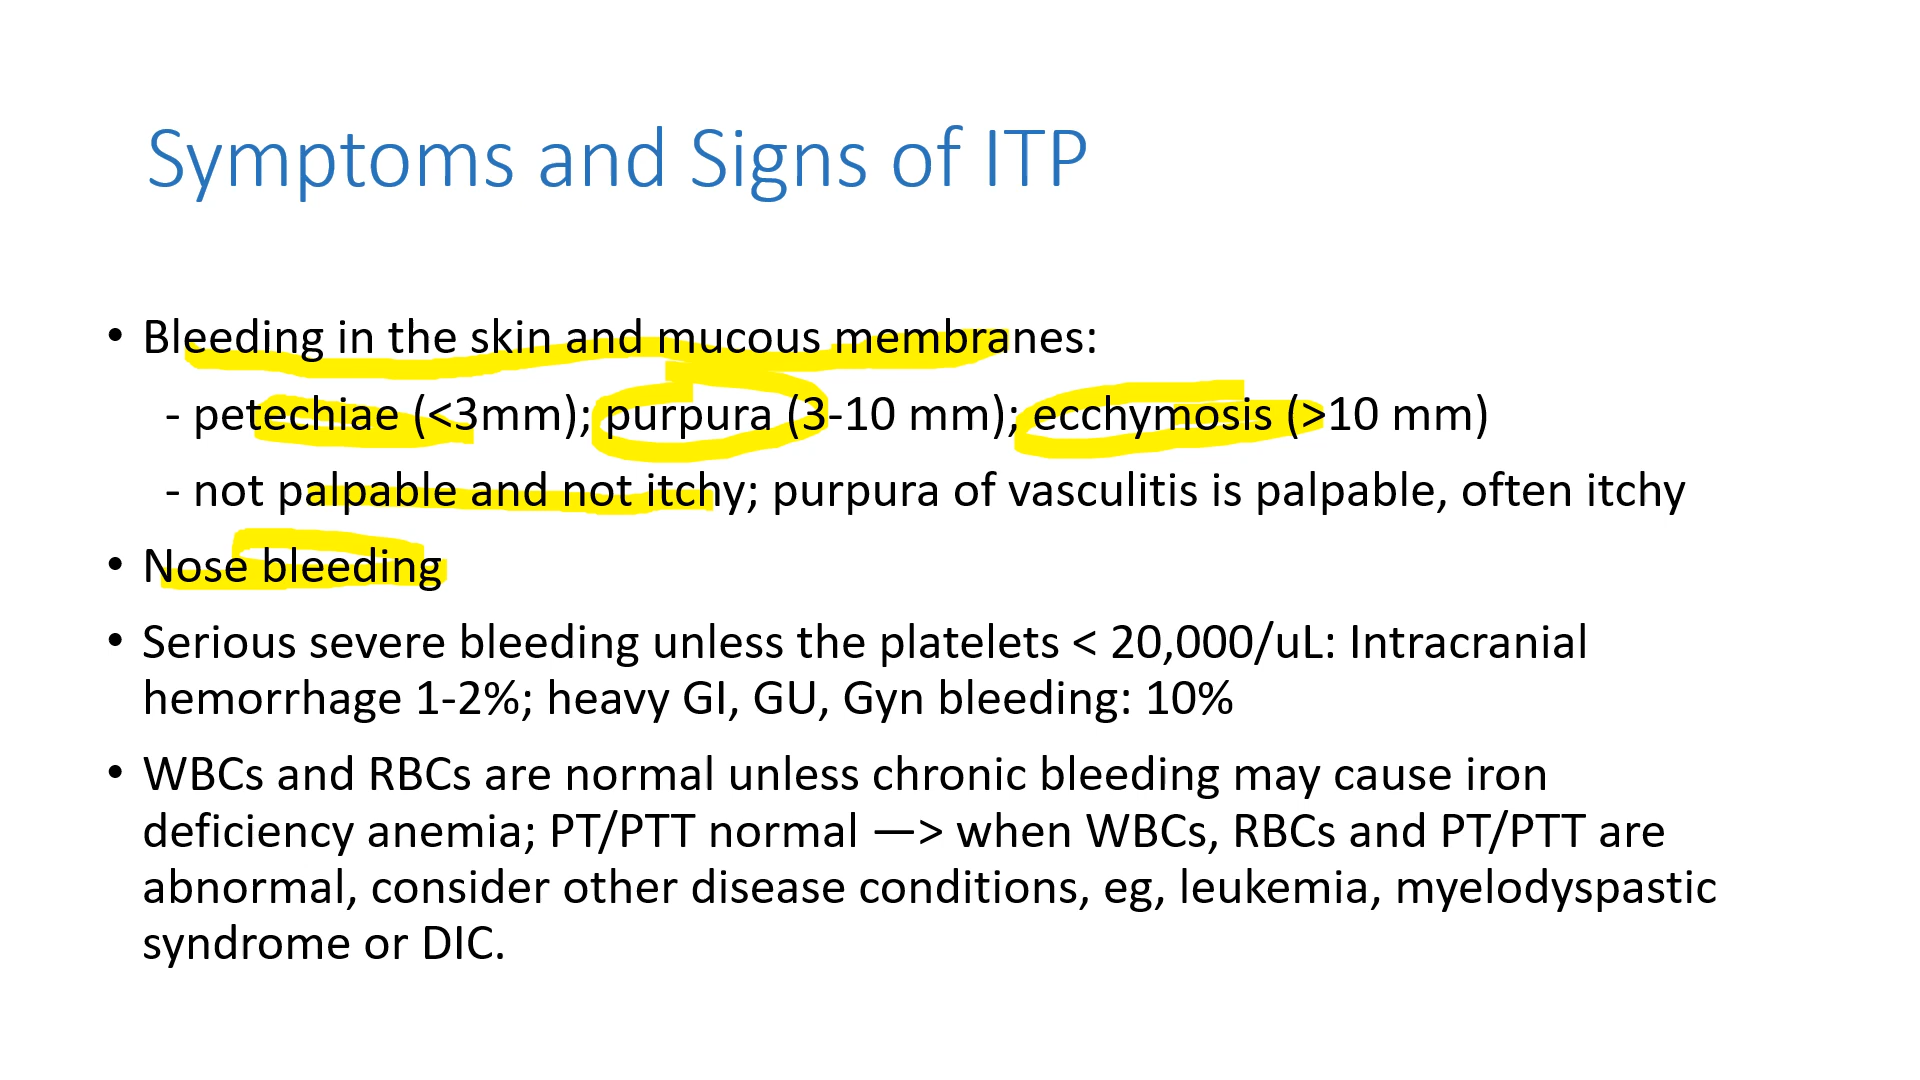 Symptoms and Signs of ITP
• Bleeding in the skin and mucous membranes:
- petechiae (<3mm); purpura (3-10 mm); ecchymosis (>10 mm)
- not palpable and not itchy; purpura of vasculitis is palpable, often itchy
• Nose bleeding
• Serious severe bleeding unless the platelets < 20,000/uL: Intracranial
hemorrhage 1-2%; heavy GI, GU, Gyn bleeding: 10%
• WBCs and RBCs are normal unless chronic bleeding may cause iron
deficiency anemia; PT/PTT normal —> when WBCs, RBCs and PT/PTT are
abnormal, consider other disease conditions, eg, leukemia, myelodyspastic
syndrome or DIC.